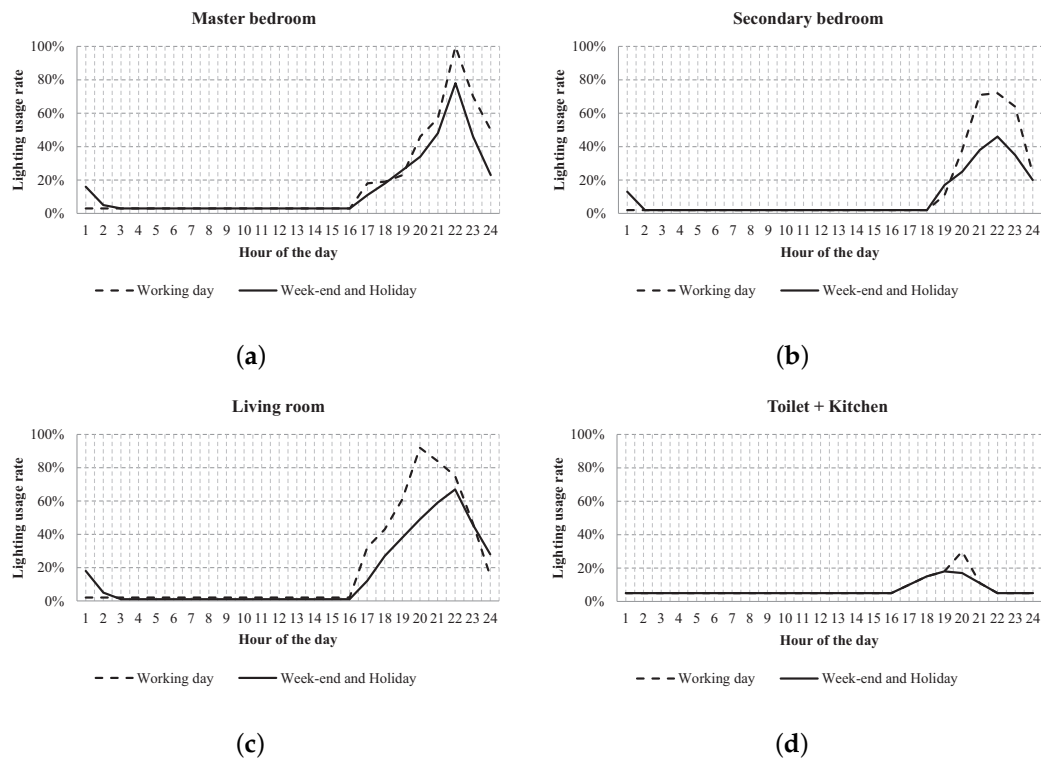 Master bedroom
Lighting usage rate
100%
80%
60%
40%
20%
0%
1 2 3 4 5 6 7 8 9 10 11 12 13 14 15 16 17 18 19 20 21 22 23 24
Hour of the day
Working day Week-end and Holiday
(a)
Secondary bedroom
Lighting usage rate
100%
80%
60%
40%
20%
0%
1 2 3 4 5 6 7 8 9 10 11 12 13 14 15 16 17 18 19 20 21 22 23 24
Hour of the day
Working day Week-end and Holiday
(b)
Living room
Lighting usage rate
100%
80%
60%
40%
20%
0%
1 2 3 4 5 6 7 8 9 10 11 12 13 14 15 16 17 18 19 20 21 22 23 24
Hour of the day
Working day Week-end and Holiday
(c)
Toilet + Kitchen
Lighting usage rate
100%
80%
60%
40%
20%
0%
1 2 3 4 5 6 7 8 9 10 11 12 13 14 15 16 17 18 19 20 21 22 23 24
Hour of the day
Working day Week-end and Holiday
(d)